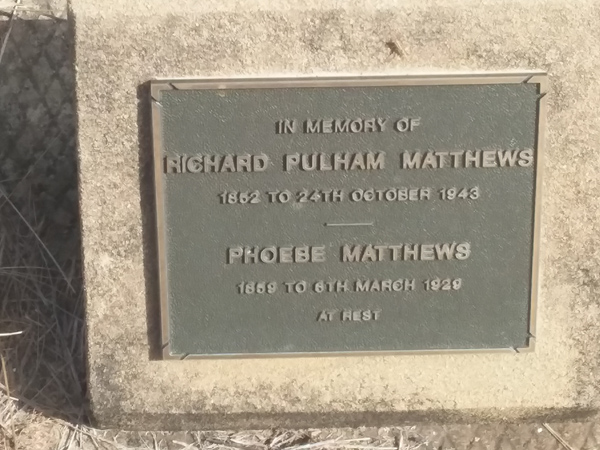 IN MEMORY OF
RICHARD PULHAM MATTHEWS
1852 TO 24TH OCTOBER 1943
PHOEBE MATTHEWS
1859 TO 6TH MARCH 1929
AT REST